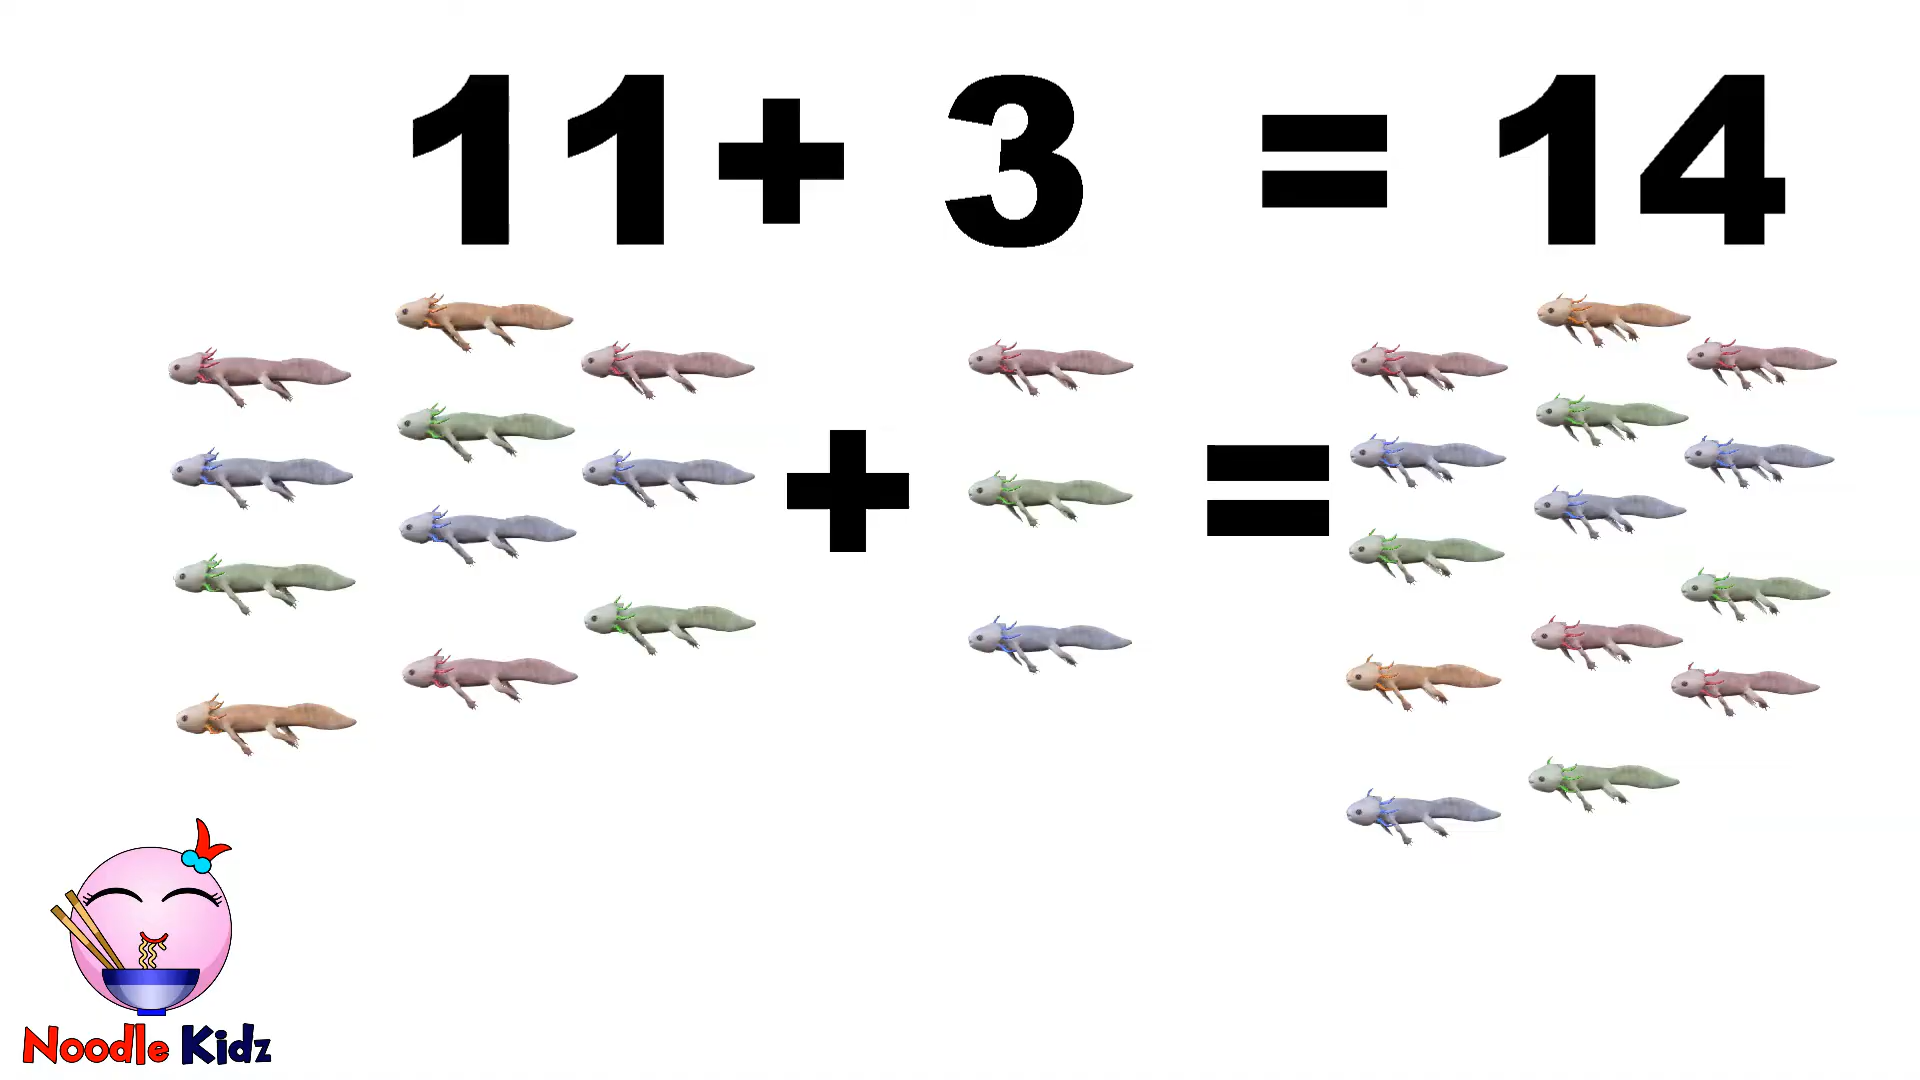 11+ 3 = 14
+ =
Noodle Kidz